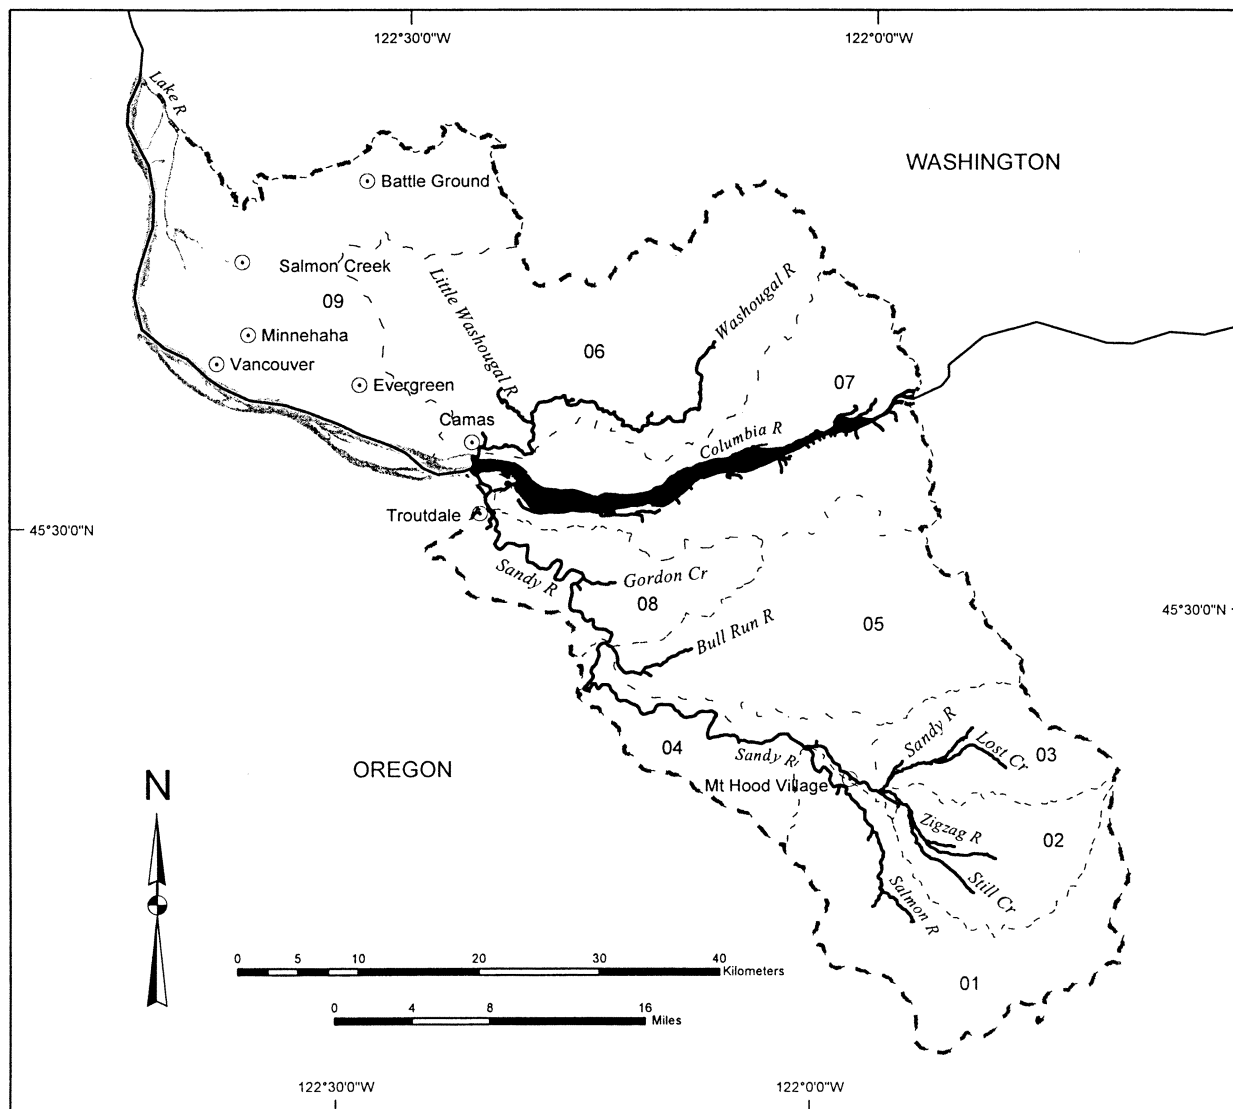 122°30'0"W
122°0'0"W
Lake R
WASHINGTON
Battle Ground
Salmon Creek
09
Little Washougal R
Washougal R
Minnehaha
06
Vancouver
07
Evergreen
Camas
Columbia R
Troutdale
45°30'0"N
Sandy R
Gordon Cr
08
45°30'0"N
05
Bull Run R
Sandy R
Lost Cr
03
04
Sandy R
OREGON
N
Mt Hood Village
Zigzag R
02
Still Cr
Salmon R
01
0 5 10 20 30 40
Kilometers
0 4 8 16
Miles
122°30'0"W
122°0'0"W